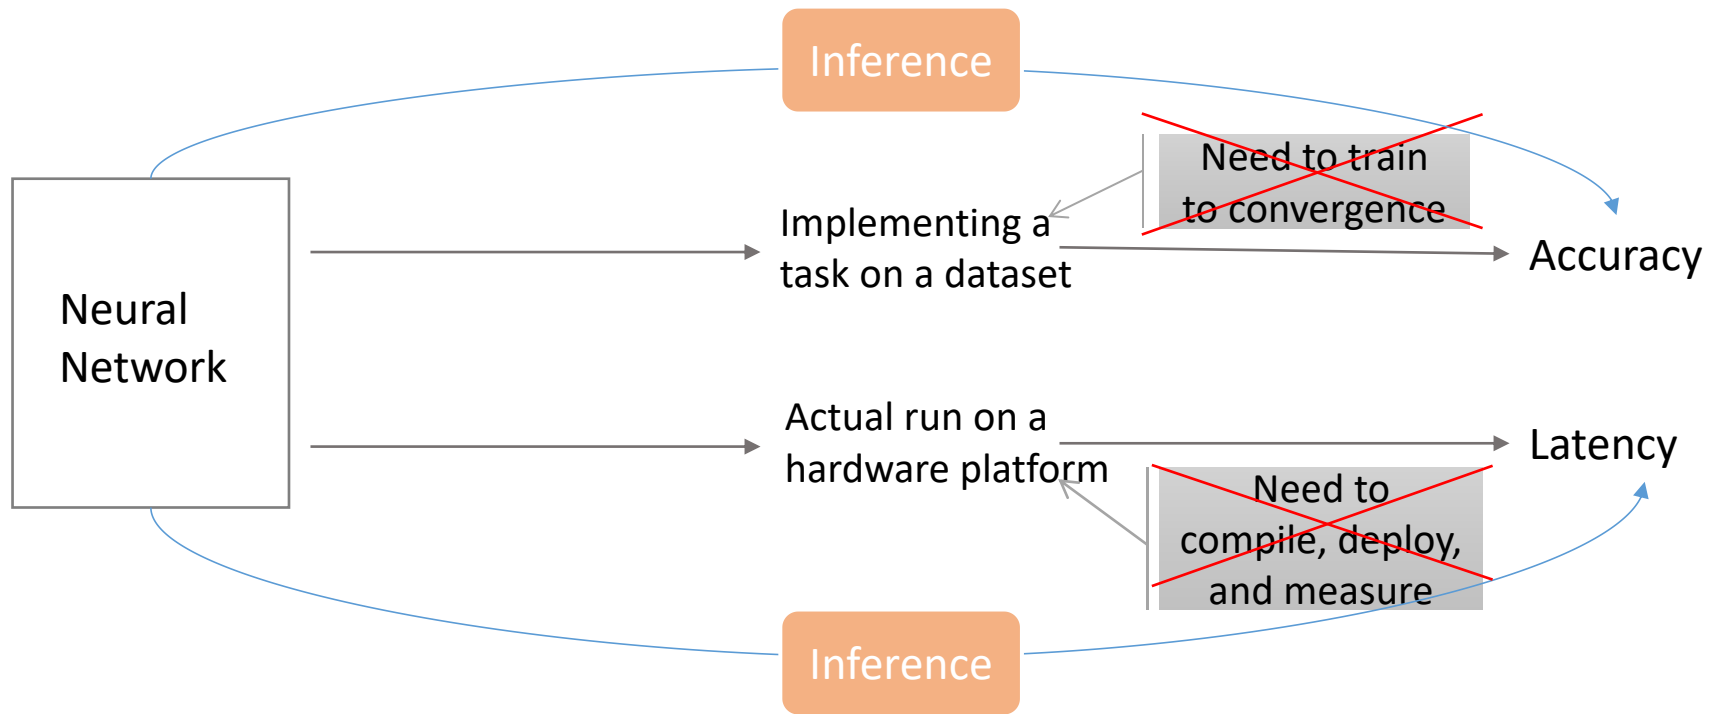 Inference
Need to train
to convergence
Implementing a
task on a dataset
Accuracy
Neural
Network
Actual run on a
hardware platform
Latency
Need to
compile, deploy,
and measure
Inference